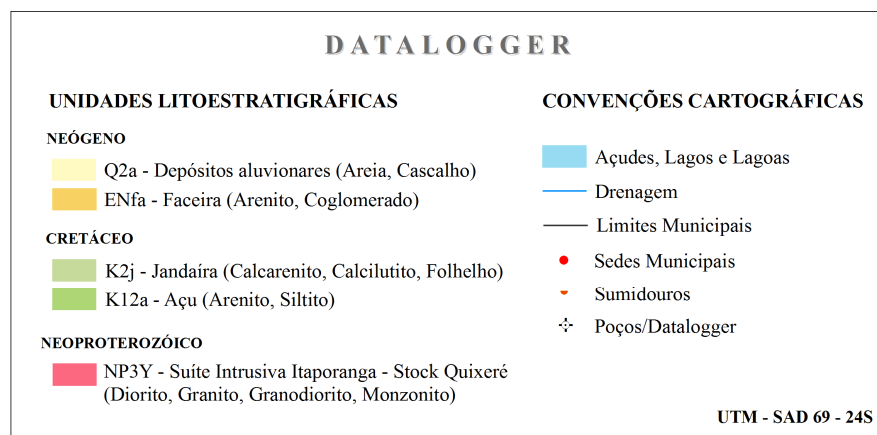 DATALOGGER
UNIDADES LITOESTRATIGRÁFICAS
NEÓGENO
Q2a - Depósitos aluvionares (Areia, Cascalho)
ENfa - Faceira (Arenito, Coglomerado)
CRETÁCEO
K2j - Jandaíra (Calcarenito, Calcilutito, Folhelho)
K12a - Açu (Arenito, Siltito)
NEOPROTEROZÓICO
NP3Y - Suíte Intrusiva Itaporanga - Stock Quixeré
(Diorito, Granito, Granodiorito, Monzonito)
CONVENÇÕES CARTOGRÁFICAS
Açudes, Lagos e Lagoas
Drenagem
Limites Municipais
Sedes Municipais
Sumidouros
Poços/Datalogger
UTM - SAD 69 - 24S